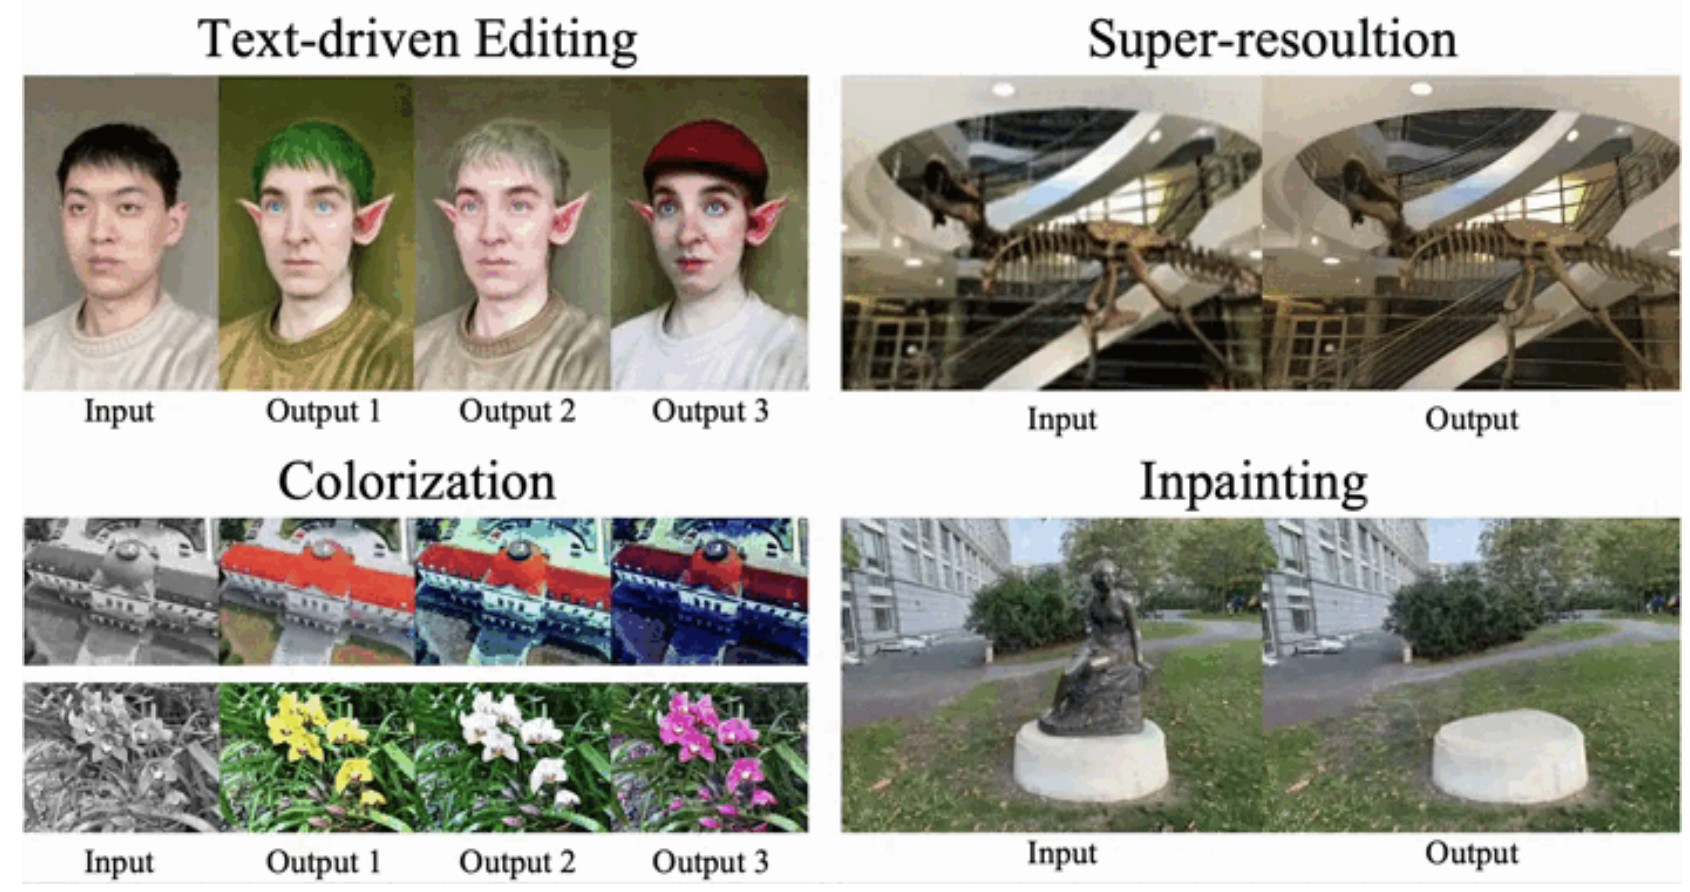 Text-driven Editing
Input
Output 1
Output 2
Output 3
Super-resoultion
Input
Output
Colorization
Input
Output 1
Output 2
Output 3
Inpainting
Input
Output